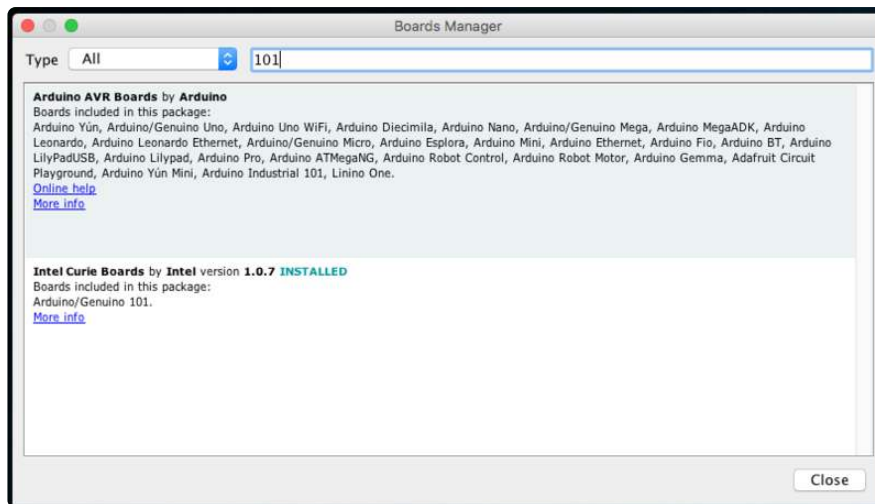 Boards Manager
Type All 101
Arduino AVR Boards by Arduino
Boards included in this package:
Arduino Yún, Arduino/Genuino Uno, Arduino Uno WiFi, Arduino Diecimila, Arduino Nano, Arduino/Genuino Mega, Arduino MegaADK, Arduino
Leonardo, Arduino Leonardo Ethernet, Arduino/Genuino Micro, Arduino Esplora, Arduino Mini, Arduino Ethernet, Arduino Fio, Arduino BT, Arduino
LilyPadUSB, Arduino Lilypad, Arduino Pro, Arduino ATMegaNG, Arduino Robot Control, Arduino Robot Motor, Arduino Gemma, Adafruit Circuit
Playground, Arduino Yún Mini, Arduino Industrial 101, Linino One.
Online help
More info
Intel Curie Boards by Intel version 1.0.7 INSTALLED
Boards included in this package:
Arduino/Genuino 101.
More info
Close